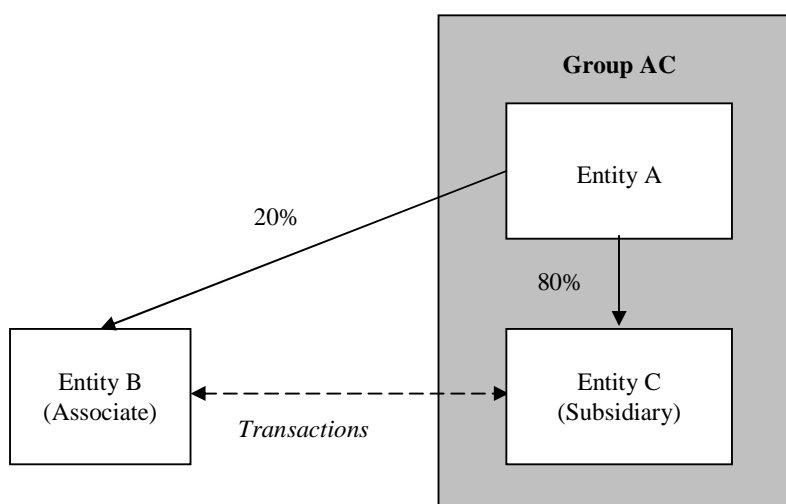 Group AC
Entity A
20%
80%
Entity B
(Associate)
Transactions
Entity C
(Subsidiary)